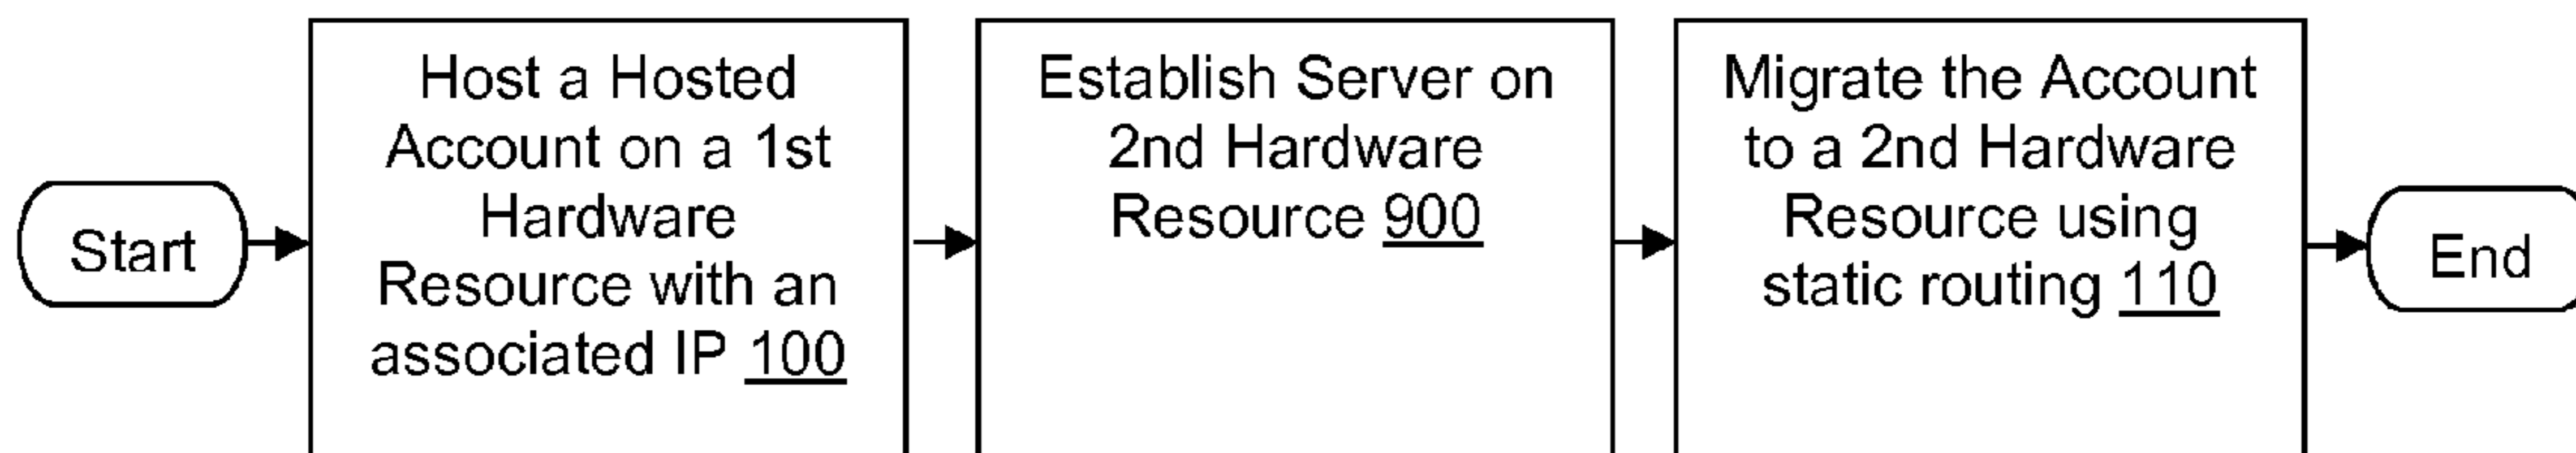 Start
Host a Hosted
Account on a 1st
Hardware
Resource with an
associated IP 100
Establish Server on
2nd Hardware
Resource 900
Migrate the Account
to a 2nd Hardware
Resource using
static routing 110
End